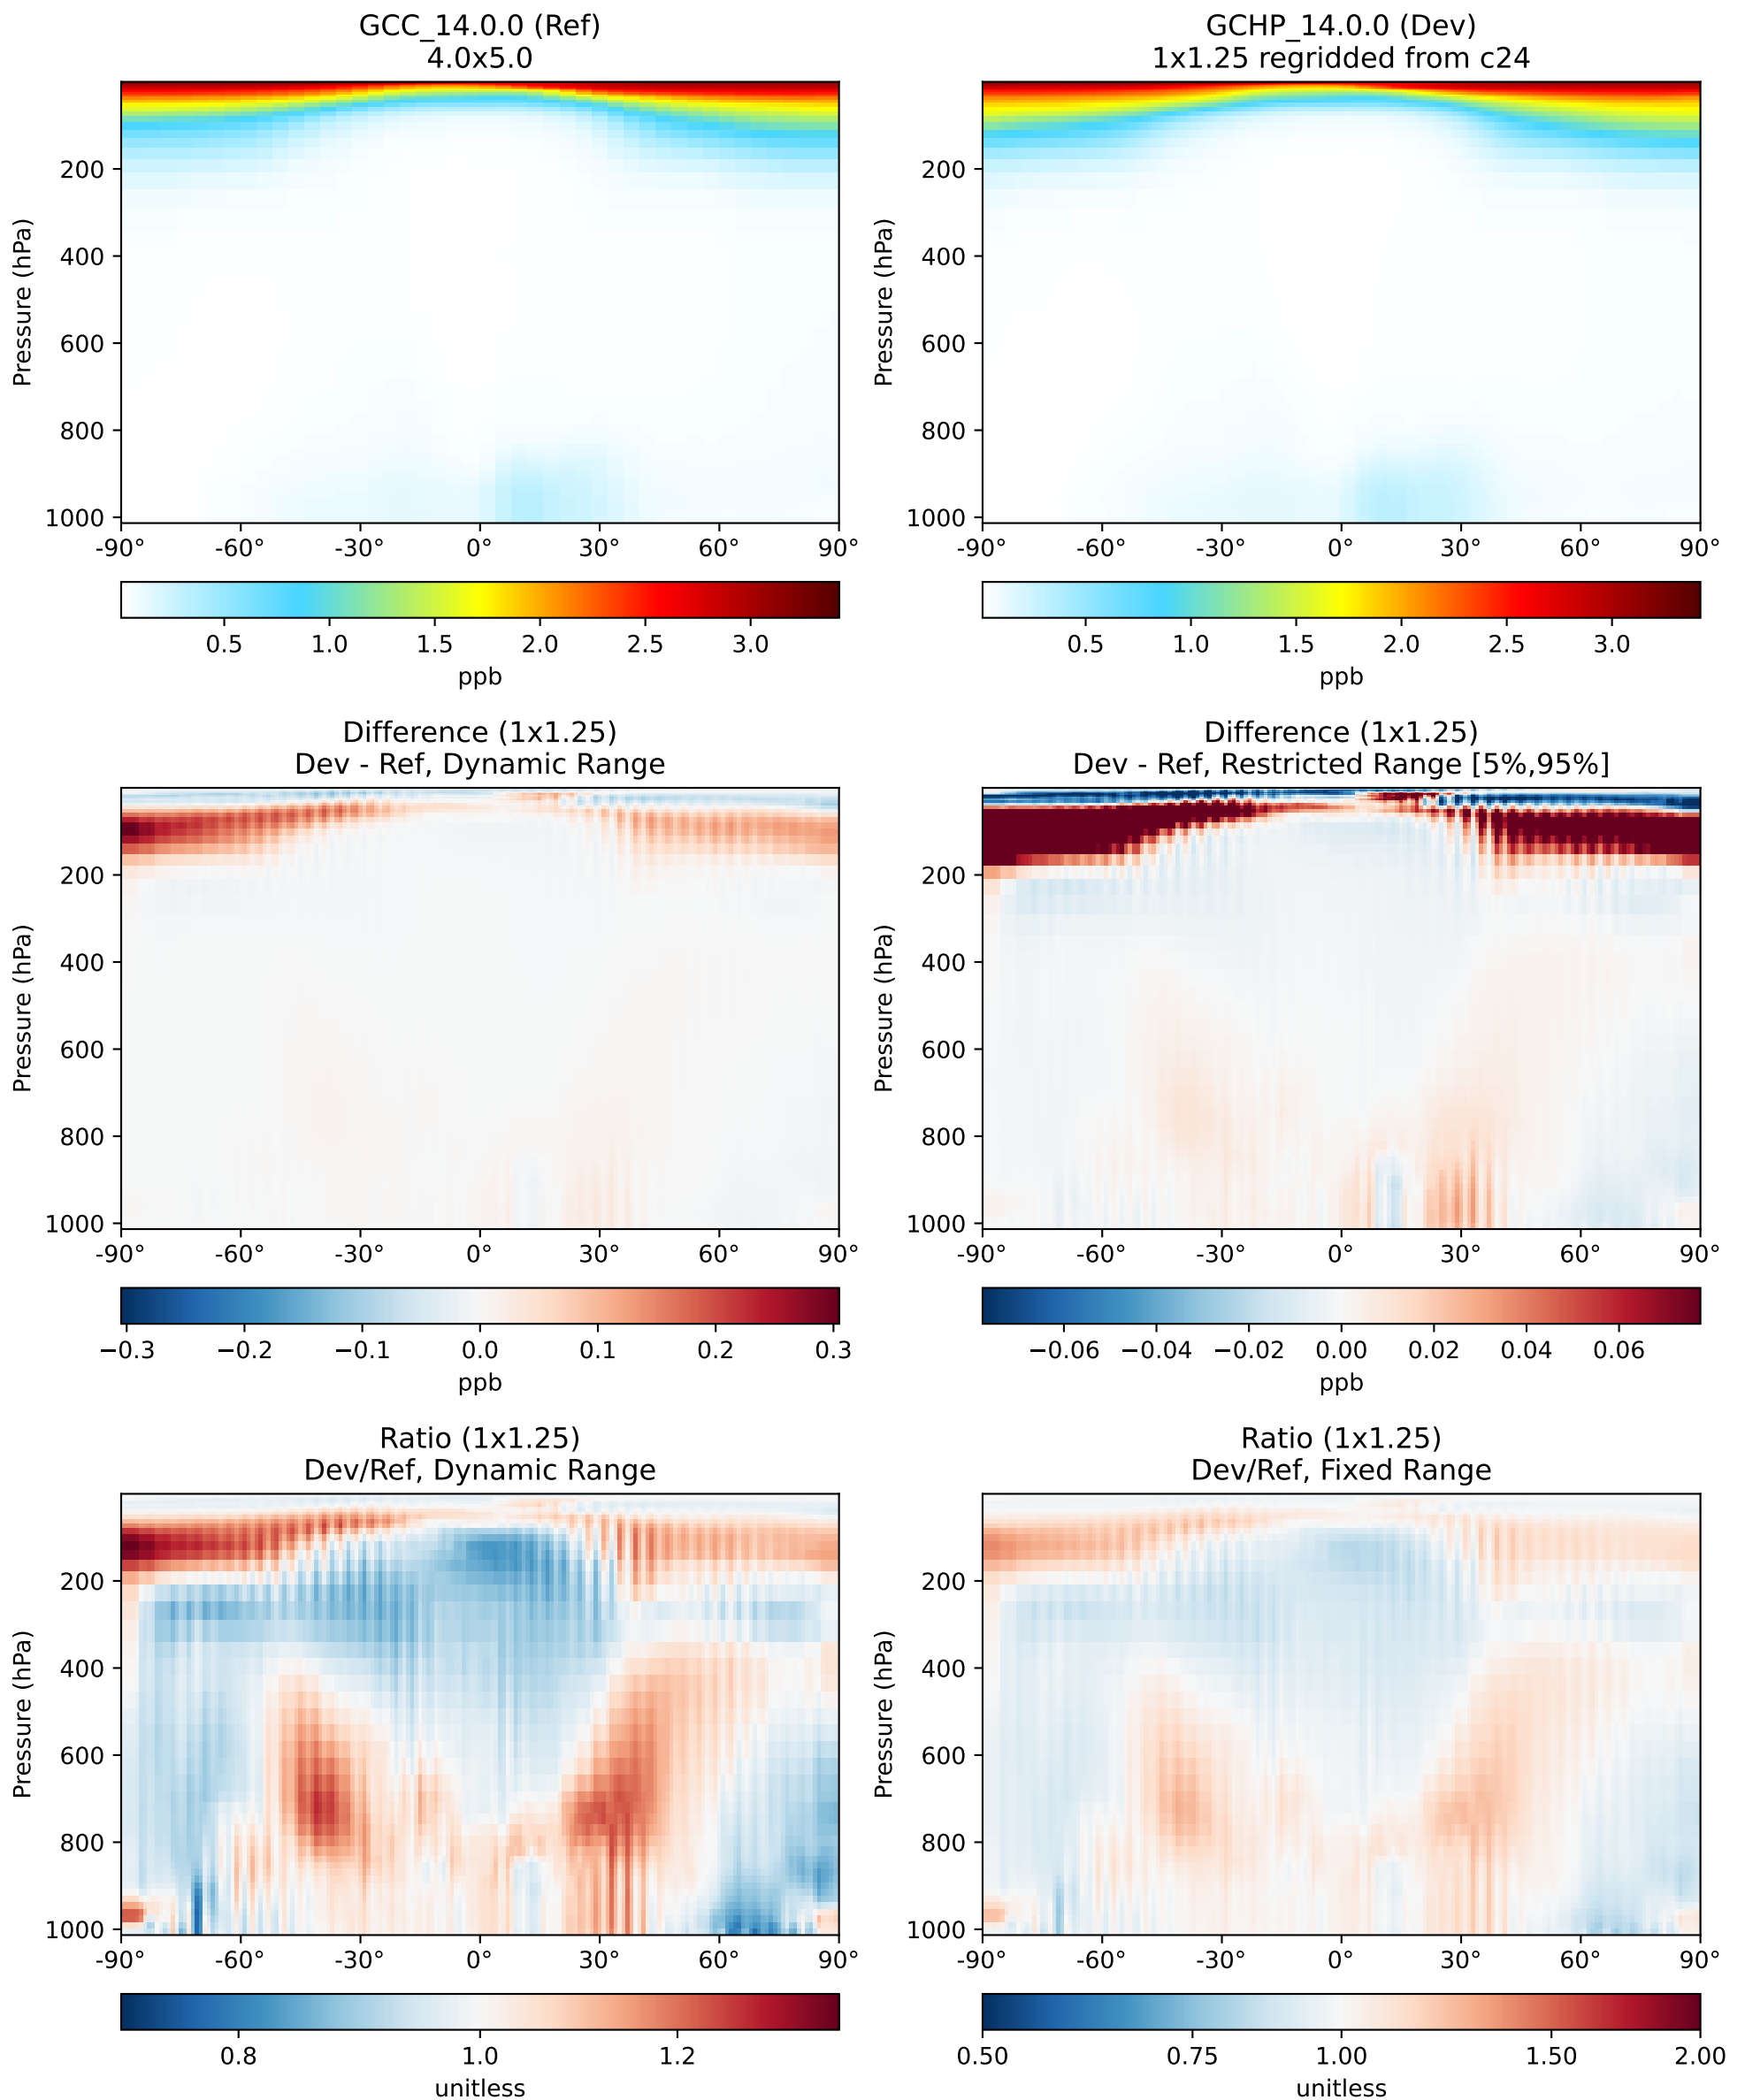 GCC_14.0.0 (Ref)
4.0x5.0
Pressure (hPa)
200
400
600
800
1000
-90° -60° -30° 0° 30° 60° 90°
0.5 1.0 1.5 2.0 2.5 3.0
ppb
GCHP_14.0.0 (Dev)
1x1.25 regridded from c24
Pressure (hPa)
200
400
600
800
1000
-90° -60° -30° 0° 30° 60° 90°
0.5 1.0 1.5 2.0 2.5 3.0
ppb
Difference (1x1.25)
Dev - Ref, Dynamic Range
Pressure (hPa)
200
400
600
800
1000
-90° -60° -30° 0° 30° 60° 90°
−0.3 −0.2 −0.1 0.0 0.1 0.2 0.3
ppb
Difference (1x1.25)
Dev - Ref, Restricted Range [5%,95%]
Pressure (hPa)
200
400
600
800
1000
-90° -60° -30° 0° 30° 60° 90°
−0.06 −0.04 −0.02 0.00 0.02 0.04 0.06
ppb
Ratio (1x1.25)
Dev/Ref, Dynamic Range
Pressure (hPa)
200
400
600
800
1000
-90° -60° -30° 0° 30° 60° 90°
0.8 1.0 1.2
unitless
Ratio (1x1.25)
Dev/Ref, Fixed Range
Pressure (hPa)
200
400
600
800
1000
-90° -60° -30° 0° 30° 60° 90°
0.50 0.75 1.00 1.50 2.00
unitless